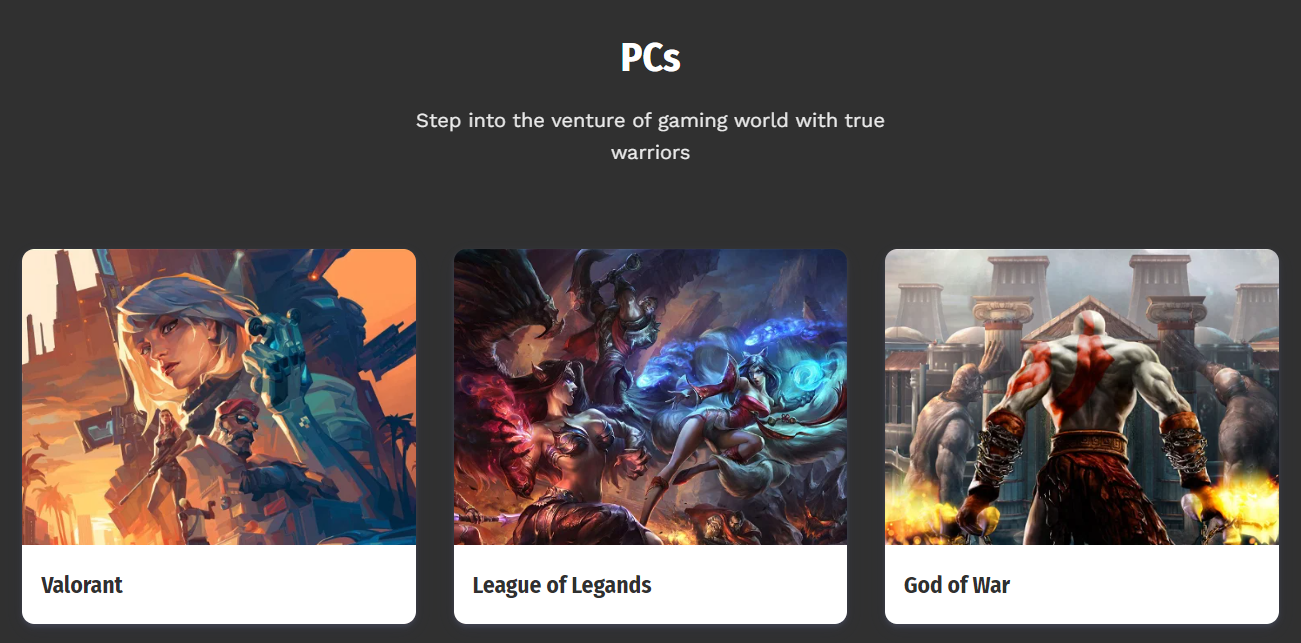 PCs
Step into the venture of gaming world with true
warriors
Valorant
League of Legands
God of War